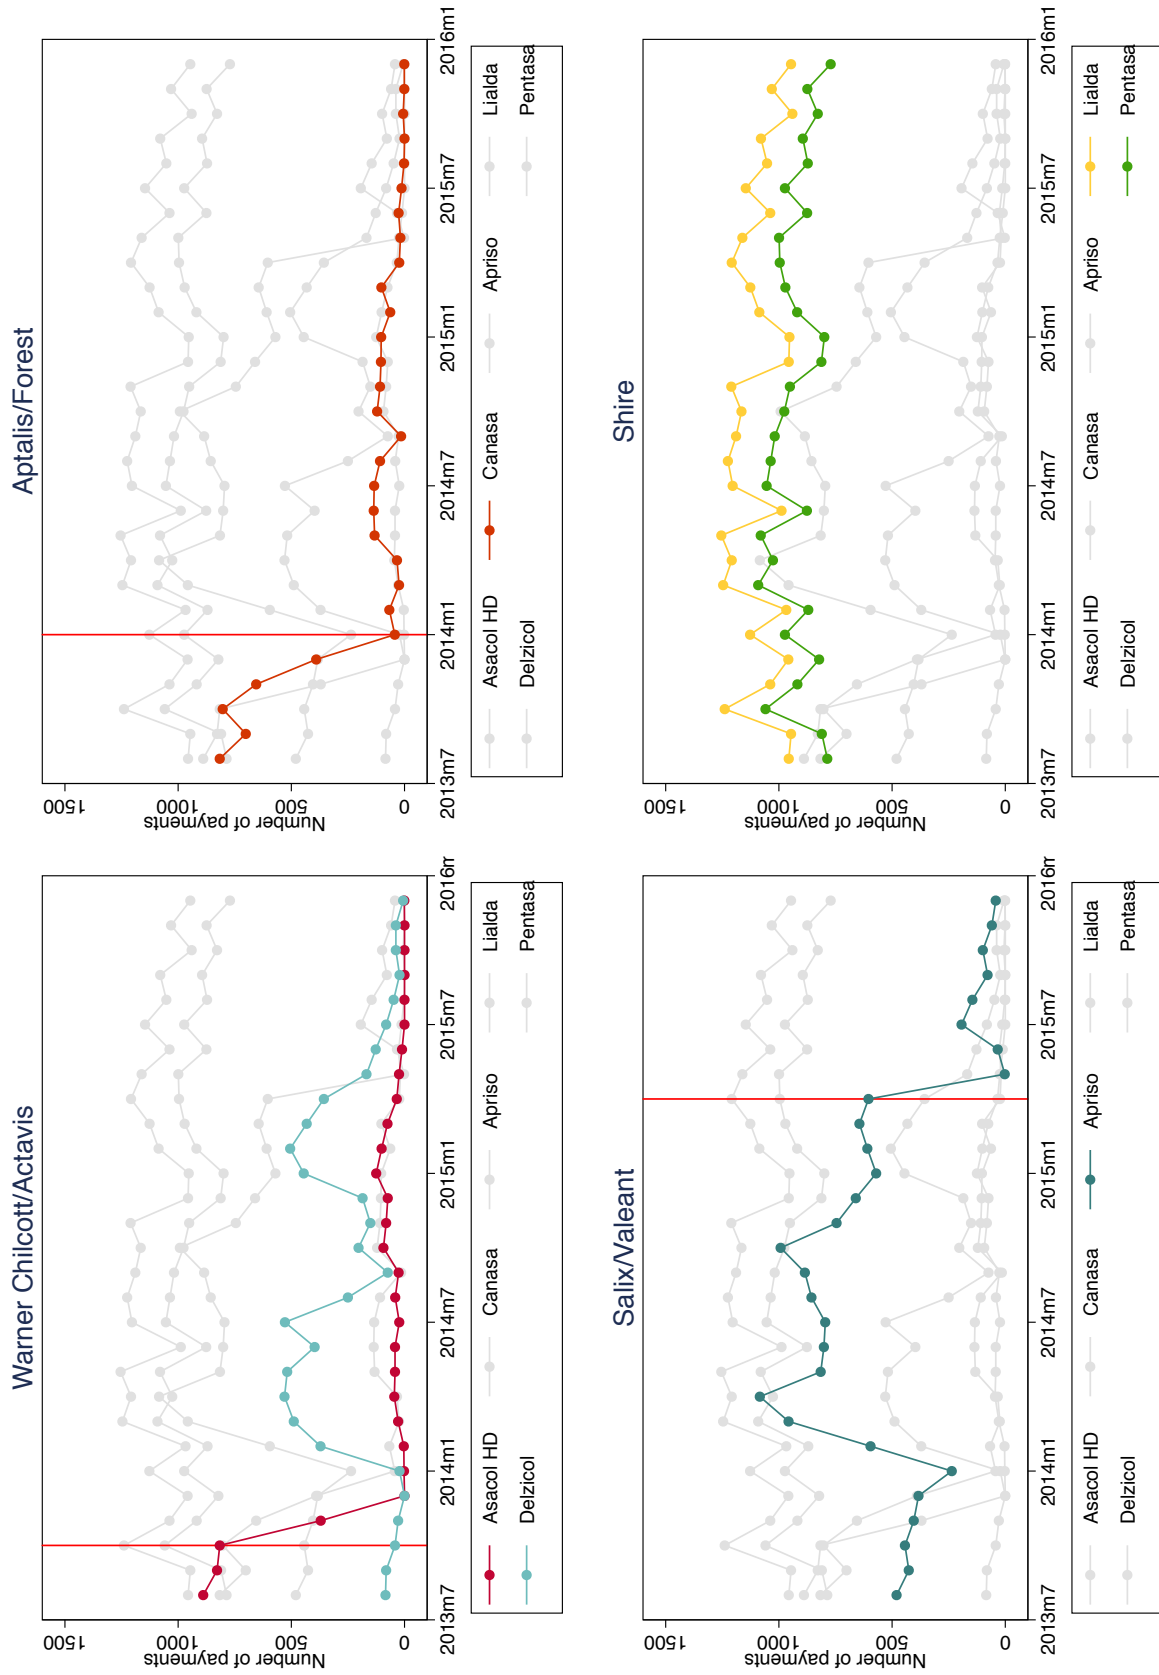 Warner Chilcott/Actavis
Number of payments
1500
1000
500
0
2013m7 2014m1 2014m7 2015m1 2015m7 2016m
Asacol HD Canasa Apriso Lialda
Delzicol Pentasa
Aptalis/Forest
Number of payments
1500
1000
500
0
2013m7 2014m1 2014m7 2015m1 2015m7 2016m1
Asacol HD Canasa Apriso Lialda
Delzicol Pentasa
Salix/Valeant
Number of payments
1500
1000
500
0
2013m7 2014m1 2014m7 2015m1 2015m7 2016m
Asacol HD Canasa Apriso Lialda
Delzicol Pentasa
Shire
Number of payments
1500
1000
500
0
2013m7 2014m1 2014m7 2015m1 2015m7 2016m1
Asacol HD Canasa Apriso Lialda
Delzicol Pentasa